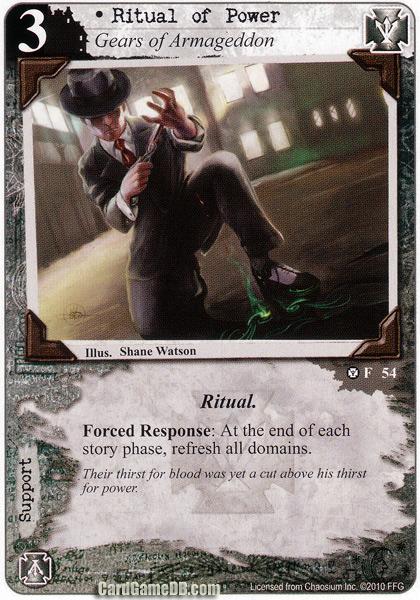 3
• Ritual of Power
Gears of Armageddon
Illus. Shane Watson
F 54
Ritual.
Forced Response: At the end of each
story phase, refresh all domains.
Their thirst for blood was yet a cut above his thirst
for power.
Support
CardGameDB.com
Licensed from Chaosium Inc. ©2010 FFG